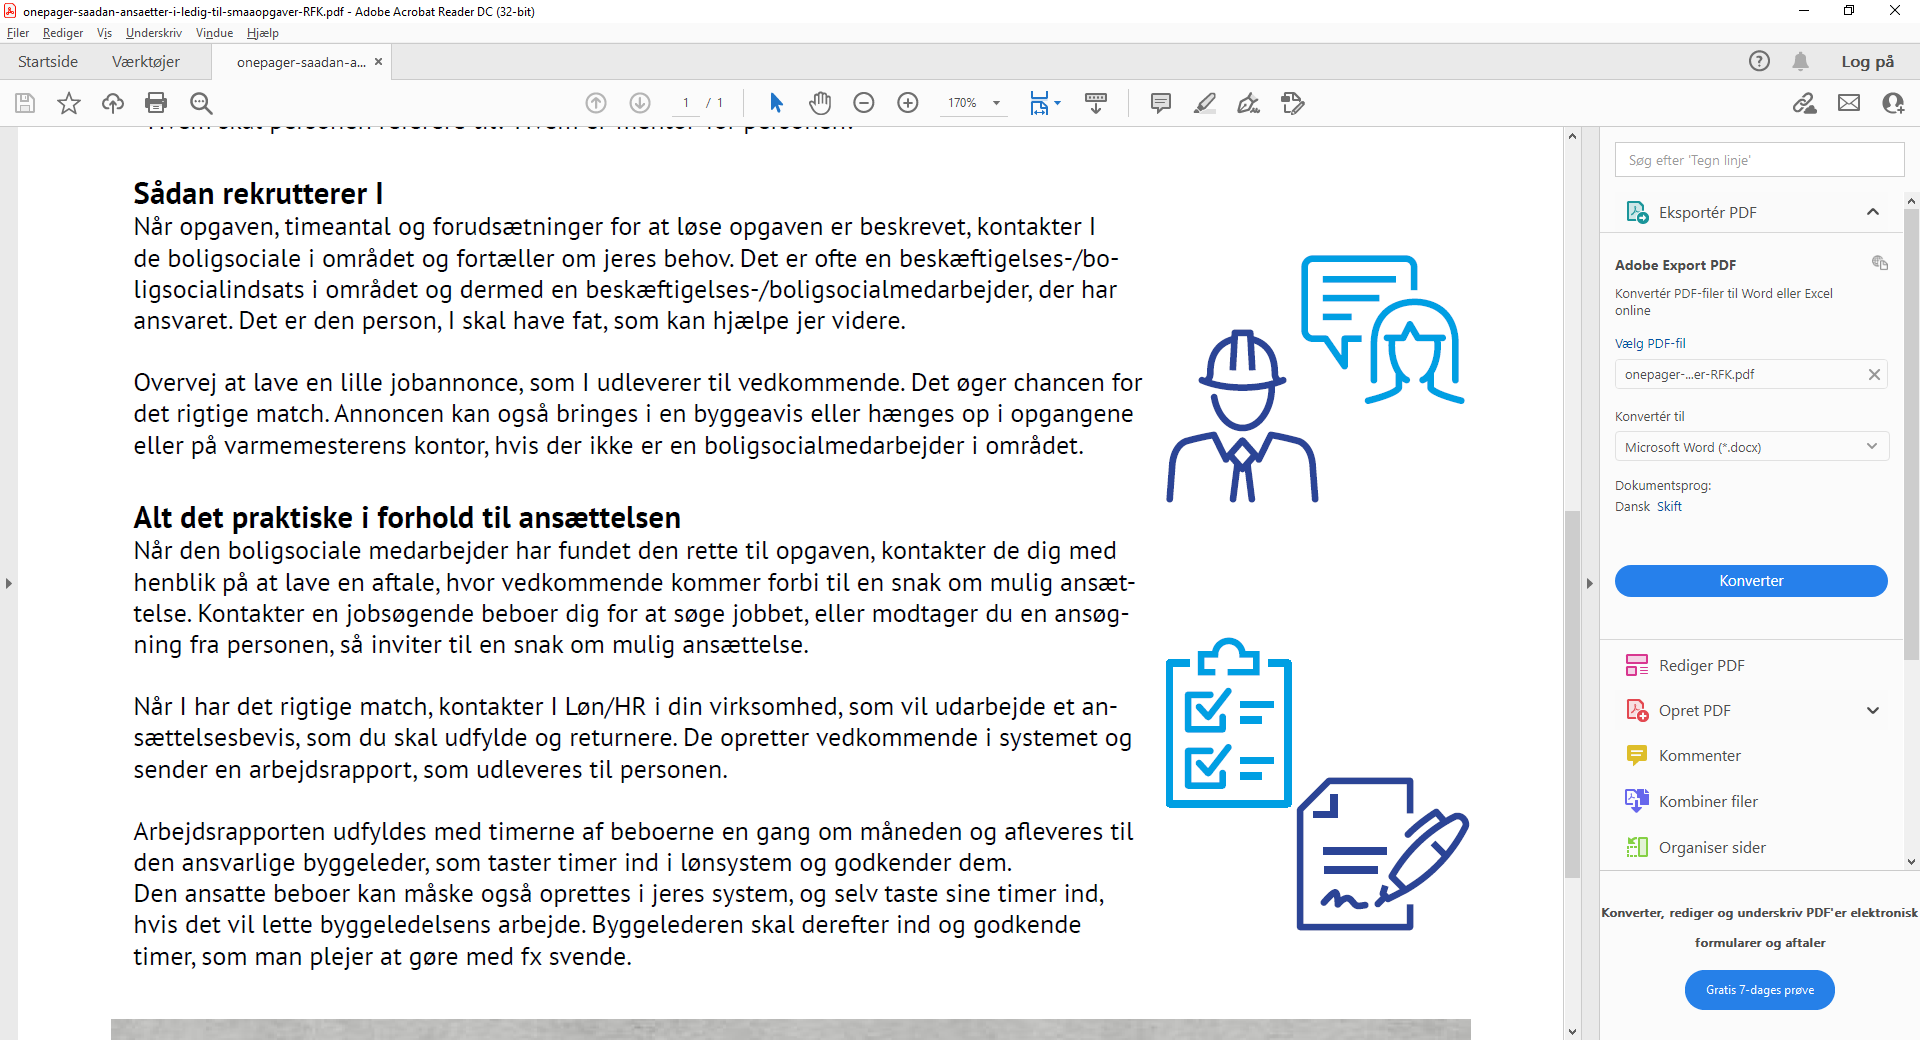 onepager-saadan-ansaetter-i-ledig-til-smaaopgaver-RFK.pdf - Adobe Acrobat Reader DC (32-bit)
Filer Rediger Vis Underskriv Vindue Hjælp
Startside Værktøjer onepager-saadan-a... × Log på
1 / 1 170%
Sådan rekrutterer I
Når opgaven, timeantal og forudsætninger for at løse opgaven er beskrevet, kontakter I
de boligsociale i området og fortæller om jeres behov. Det er ofte en beskæftigelses-/bo-
ligsocialindsats i området og dermed en beskæftigelses-/boligsocialmedarbejder, der har
ansvaret. Det er den person, I skal have fat, som kan hjælpe jer videre.
Overvej at lave en lille jobannonce, som I udleverer til vedkommende. Det øger chancen for
det rigtige match. Annoncen kan også bringes i en byggeavis eller hænges op i opgangene
eller på varmemesterens kontor, hvis der ikke er en boligsocialmedarbejder i området.
Alt det praktiske i forhold til ansættelsen
Når den boligsociale medarbejder har fundet den rette til opgaven, kontakter de dig med
henblik på at lave en aftale, hvor vedkommende kommer forbi til en snak om mulig ansæt-
telse. Kontakter en jobsøgende beboer dig for at søge jobbet, eller modtager du en ansøg-
ning fra personen, så inviter til en snak om mulig ansættelse.
Når I har det rigtige match, kontakter I Løn/HR i din virksomhed, som vil udarbejde et an-
sættelsesbevis, som du skal udfylde og returnere. De opretter vedkommende i systemet og
sender en arbejdsrapport, som udleveres til personen.
Arbejdsrapporten udfyldes med timerne af beboerne en gang om måneden og afleveres til
den ansvarlige byggeleder, som taster timer ind i lønsystem og godkender dem.
Den ansatte beboer kan måske også oprettes i jeres system, og selv taste sine timer ind,
hvis det vil lette byggeledelsens arbejde. Byggelederen skal derefter ind og godkende
timer, som man plejer at gøre med fx svende.
Søg efter 'Tegn linje'
Eksportér PDF
Adobe Export PDF
Konvertér PDF-filer til Word eller Excel
online
Vælg PDF-fil
onepager-...er-RFK.pdf
Konvertér til
Microsoft Word (*.docx)
Dokumentsprog:
Dansk Skift
Konverter
Rediger PDF
Opret PDF
Kommenter
Kombiner filer
Organiser sider
Konverter, rediger og underskriv PDF'er elektronisk
formularer og aftaler
Gratis 7-dages prøve